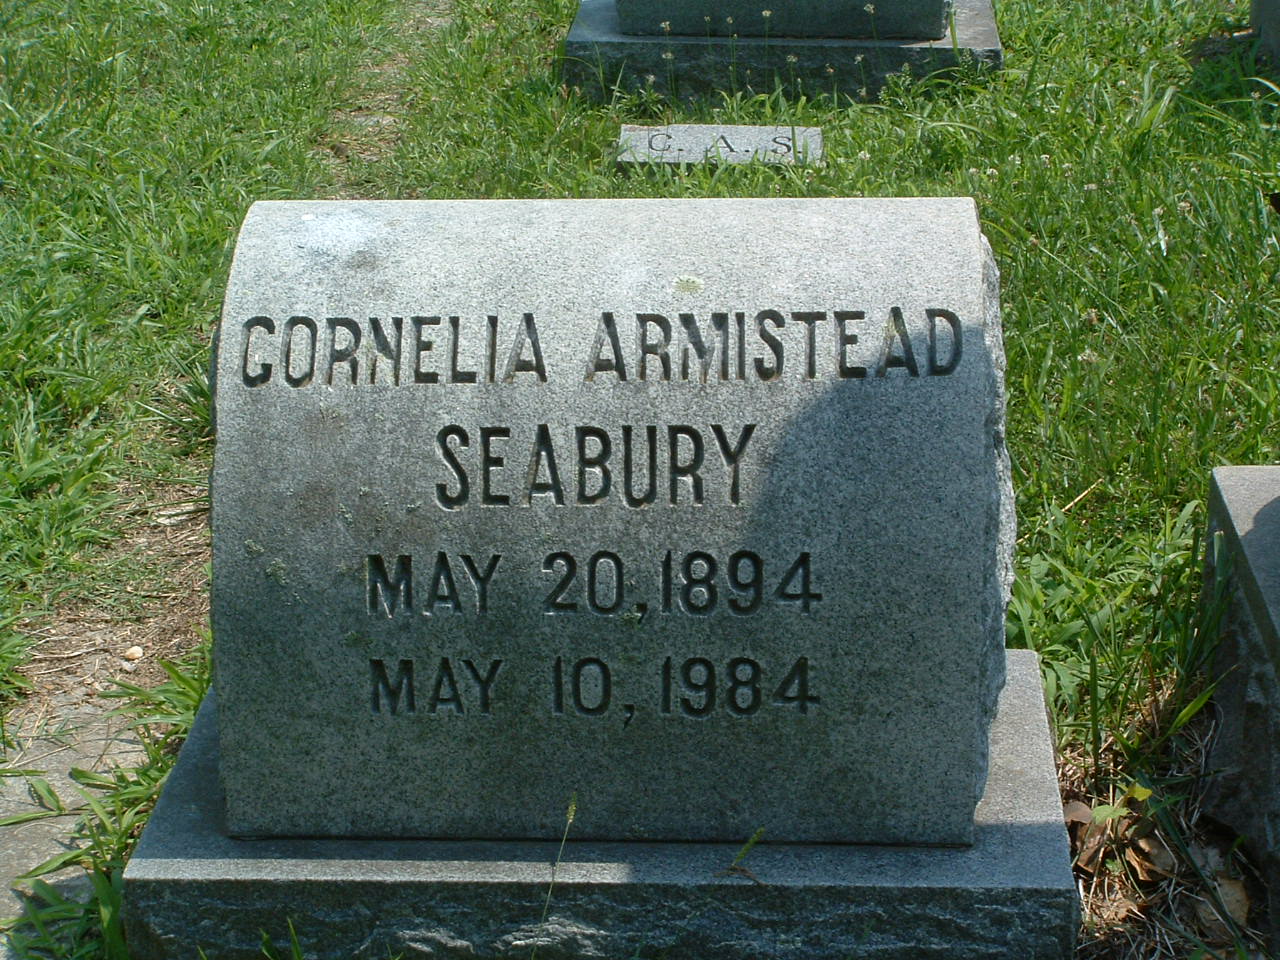 C. A. S.
CORNELIA ARMISTEAD
SEABURY
MAY 20, 1894
MAY 10, 1984